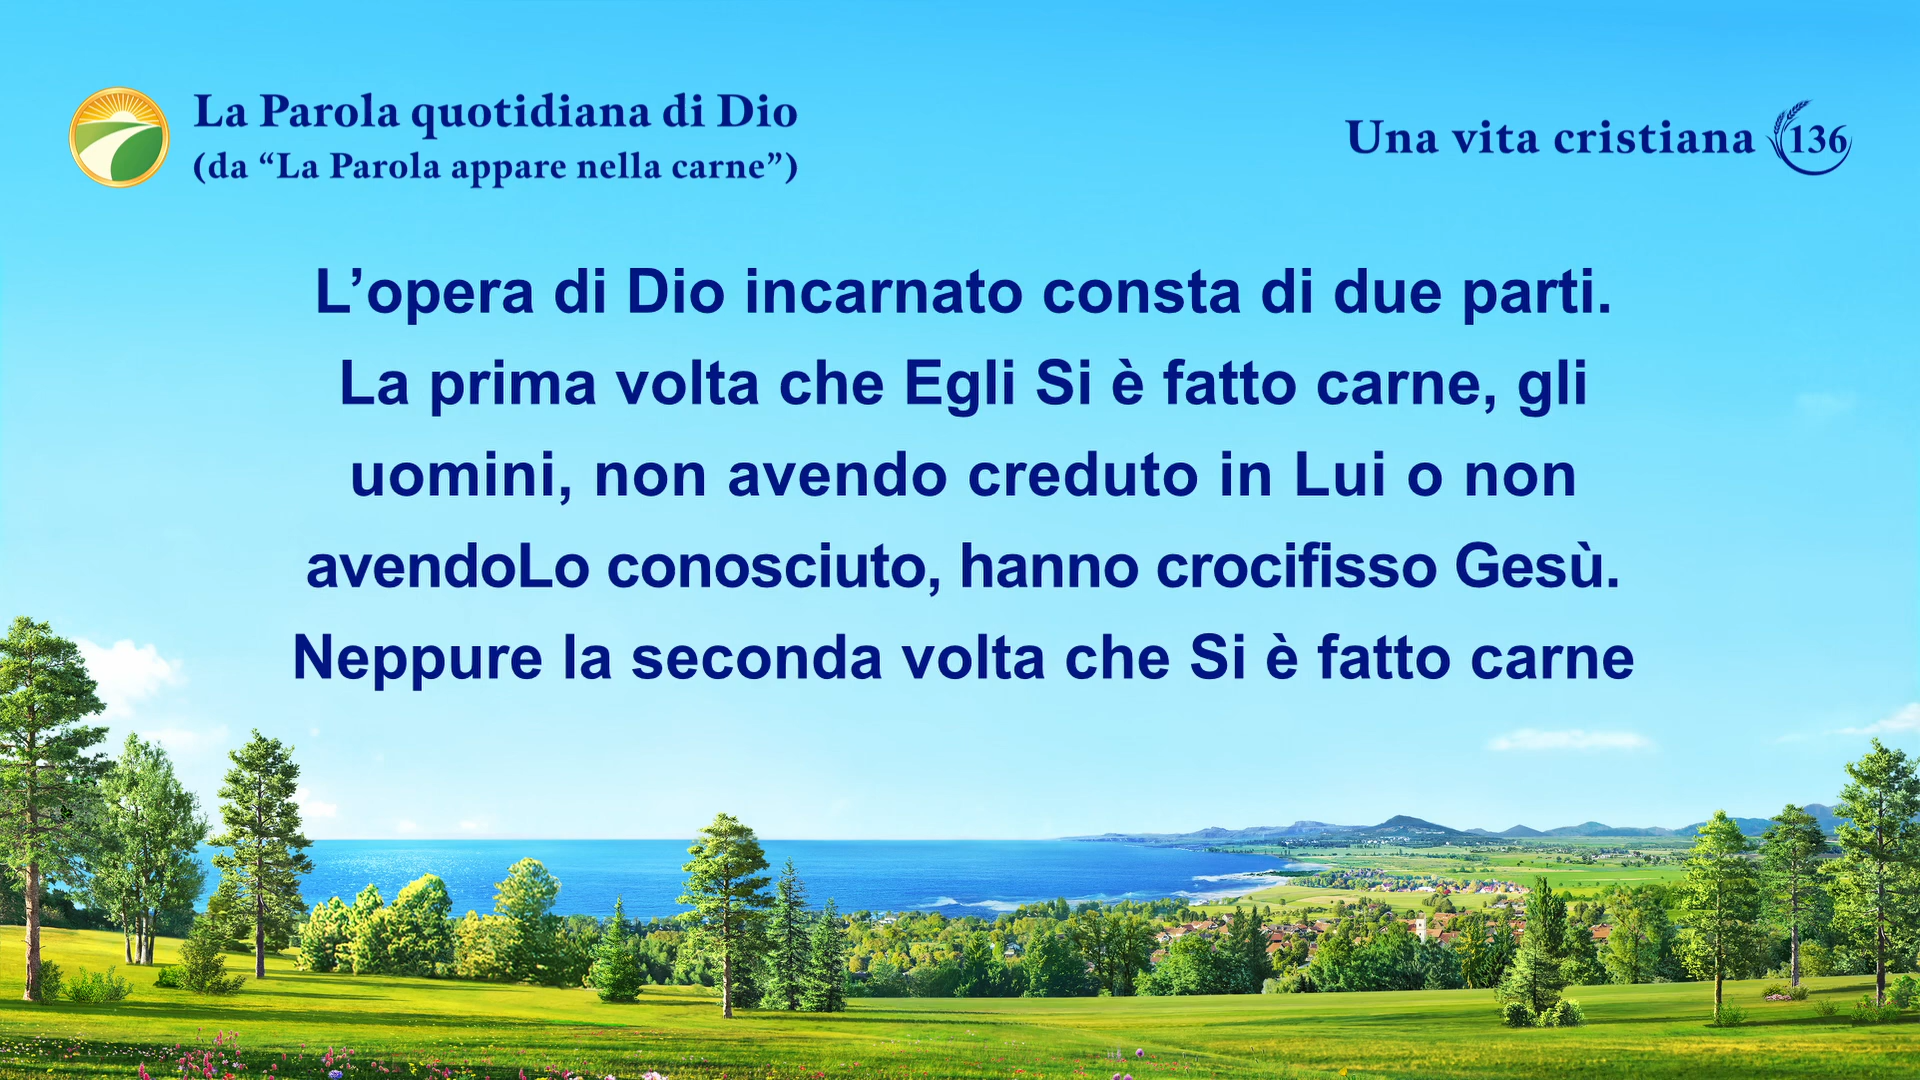 La Parola quotidiana di Dio
(da “La Parola appare nella carne”)
Una vita cristiana 136
L’opera di Dio incarnato consta di due parti.
La prima volta che Egli Si è fatto carne, gli
uomini, non avendo creduto in Lui o non
avendoLo conosciuto, hanno crocifisso Gesù.
Neppure la seconda volta che Si è fatto carne